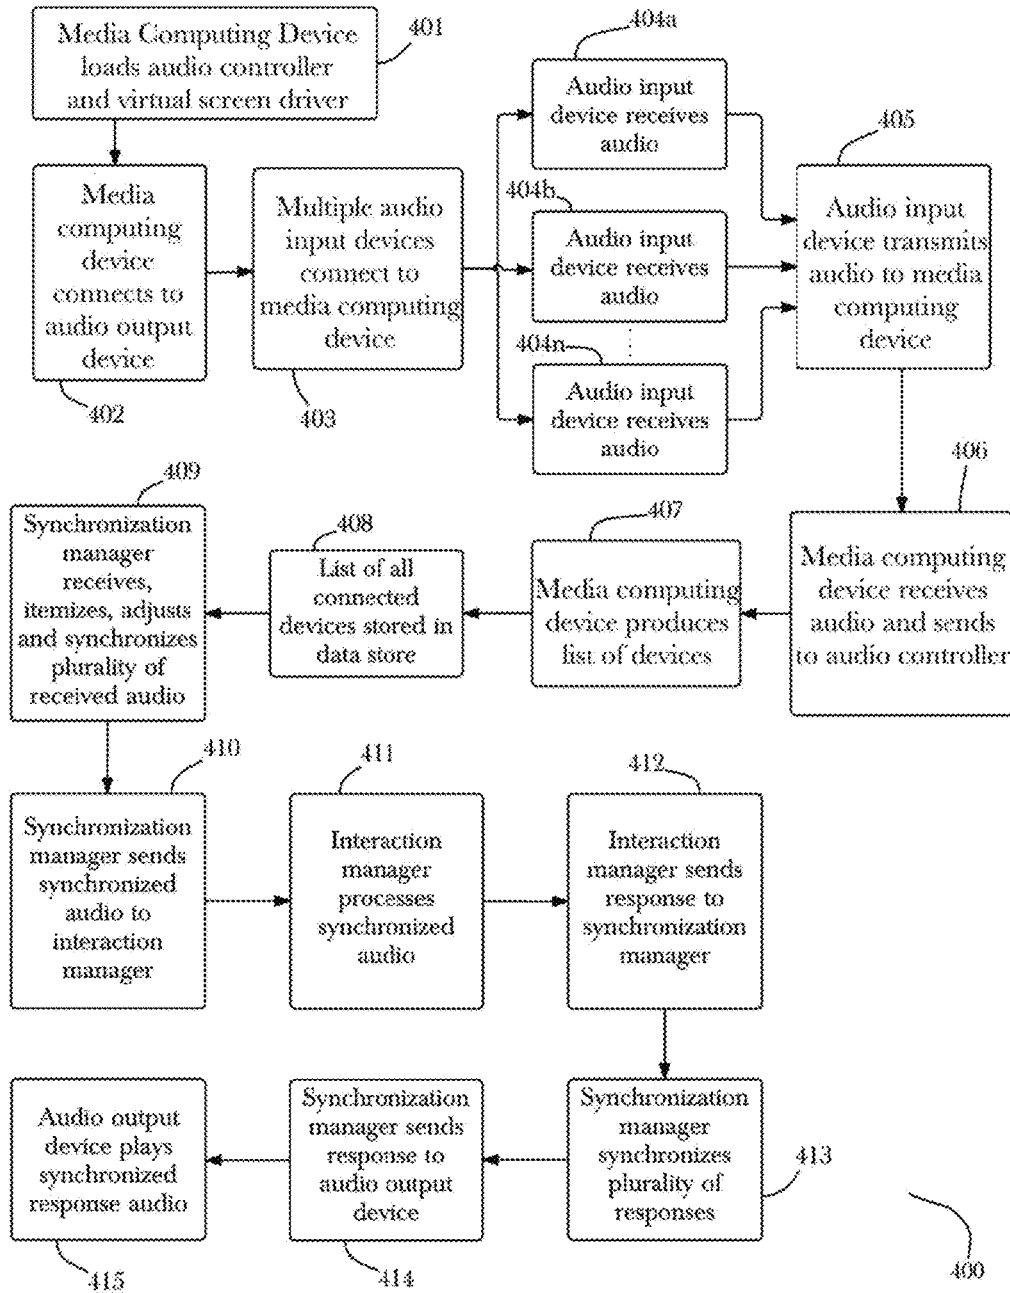 Media Computing Device
loads audio controller
and virtual screen driver
401
Media
computing
device
connects to
audio output
device
402
Multiple audio
input devices
connect to
media computing
device
403
404a
Audio input
device receives
audio
404b
Audio input
device receives
audio
404n
Audio input
device receives
audio
405
Audio input
device transmits
audio to media
computing
device
406
Media computing
device receives
audio and sends
to audio controller
407
Media computing
device produces
list of devices
408
List of all
connected
devices stored in
data store
409
Synchronization
manager
receives,
itemizes, adjusts
and synchronizes
plurality of
received audio
410
Synchronization
manager sends
synchronized
audio to
interaction
manager
411
Interaction
manager
processes
synchronized
audio
412
Interaction
manager sends
response to
synchronization
manager
Synchronization
manager
synchronizes
plurality of
responses
413
Synchronization
manager sends
response to
audio output
device
414
Audio output
device plays
synchronized
response audio
415
400